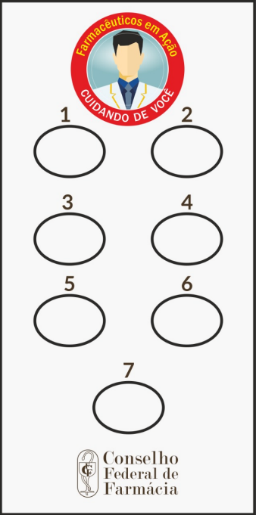 Farmacêuticos em Ação
CUIDANDO DE VOCÊ
1 2
3 4
5 6
7
Conselho
Federal de
Farmácia